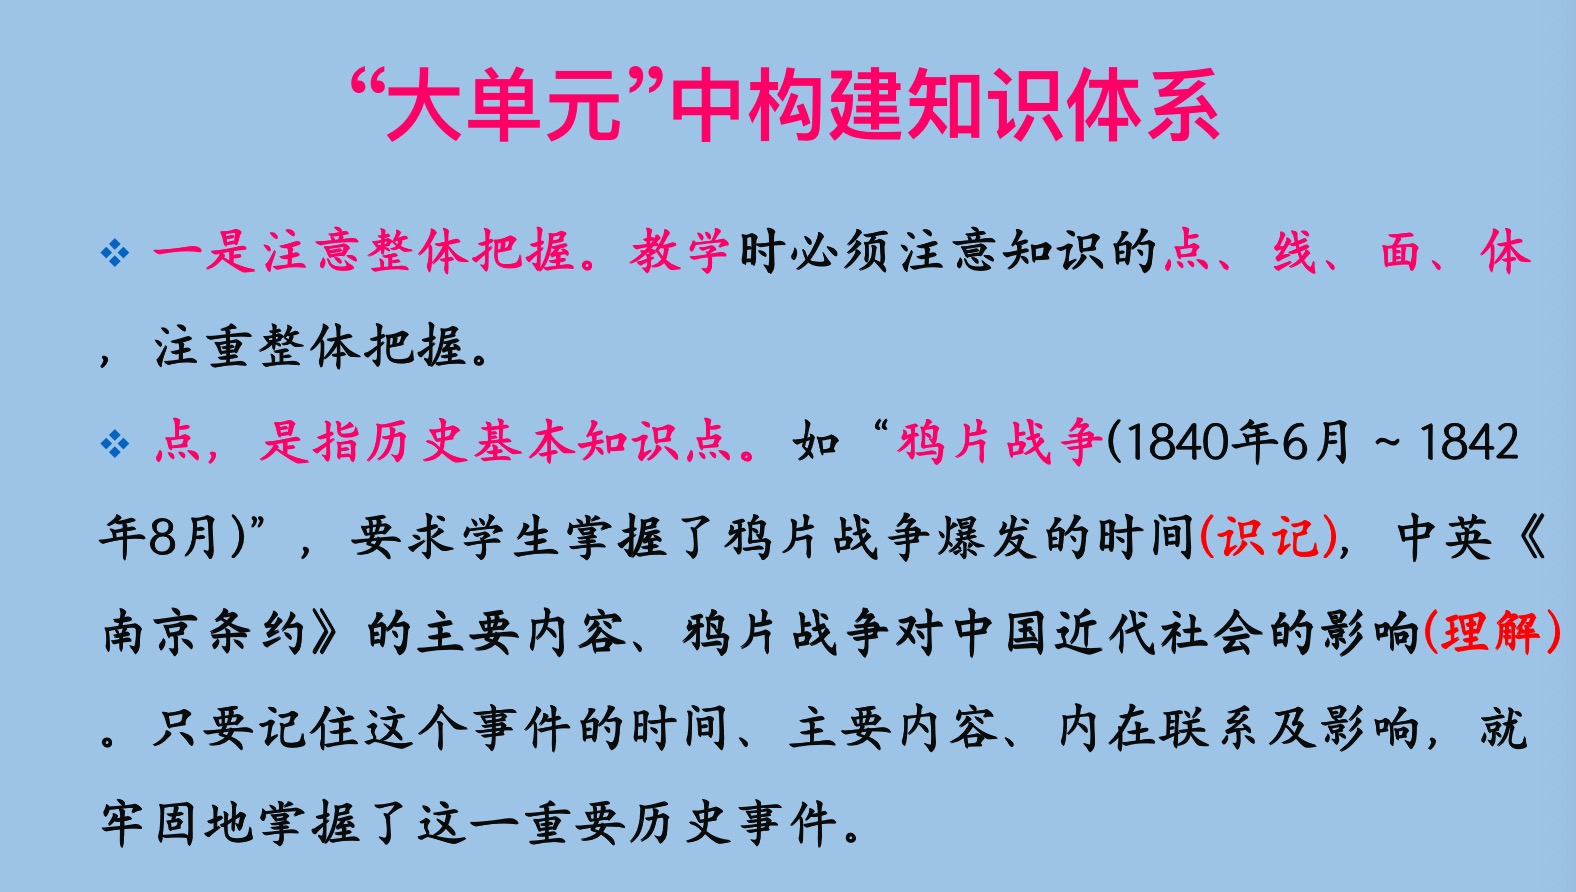 “大单元”中构建知识体系
❖ 一是注意整体把握。教学时必须注意知识的点、线、面、体
，注重整体把握。
❖ 点，是指历史基本知识点。如“鸦片战争(1840年6月～1842
年8月)”，要求学生掌握了鸦片战争爆发的时间(识记)，中英《
南京条约》的主要内容、鸦片战争对中国近代社会的影响(理解)
。只要记住这个事件的时间、主要内容、内在联系及影响，就
牢固地掌握了这一重要历史事件。